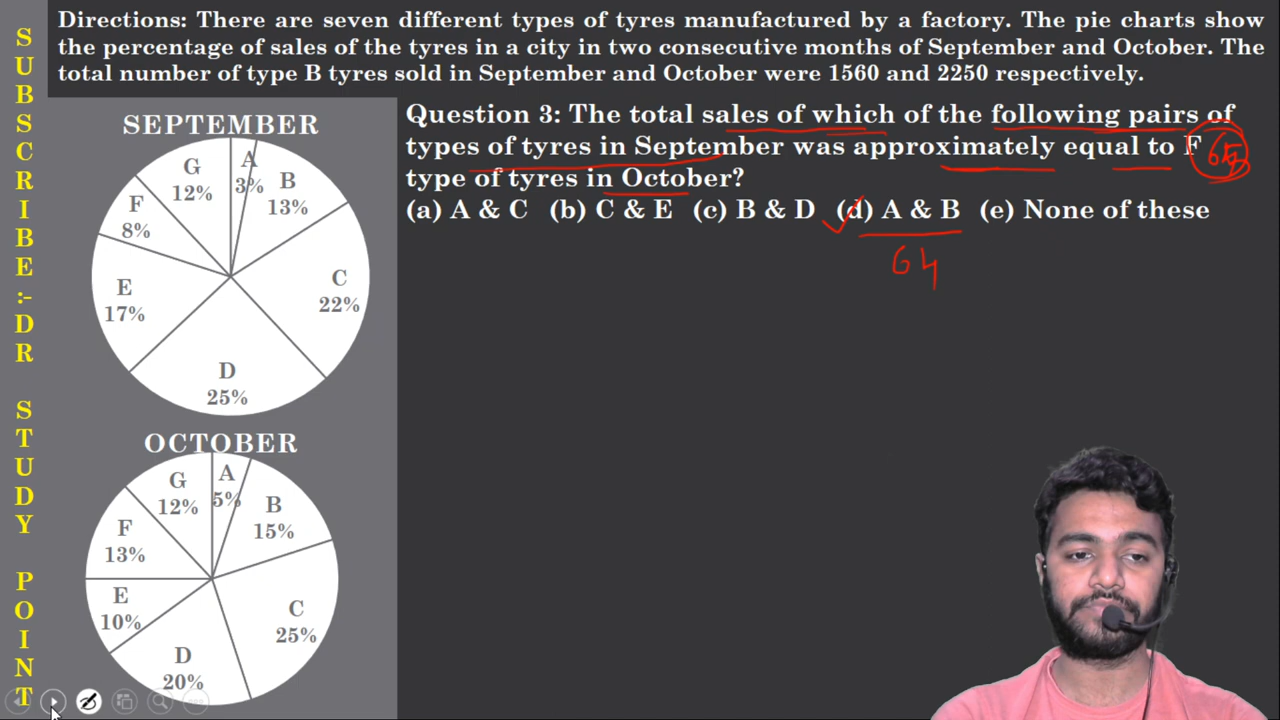 SUBSCRIBE:-DR STUDY POINT
Directions: There are seven different types of tyres manufactured by a factory. The pie charts show
the percentage of sales of the tyres in a city in two consecutive months of September and October. The
total number of type B tyres sold in September and October were 1560 and 2250 respectively.
SEPTEMBER
A
3%
B
13%
C
22%
D
25%
E
17%
F
8%
G
12%
OCTOBER
A
5%
B
15%
C
25%
D
20%
E
10%
F
13%
G
12%
Question 3: The total sales of which of the following pairs of
types of tyres in September was approximately equal to F
type of tyres in October?
(a) A & C (b) C & E (c) B & D (d) A & B (e) None of these
64